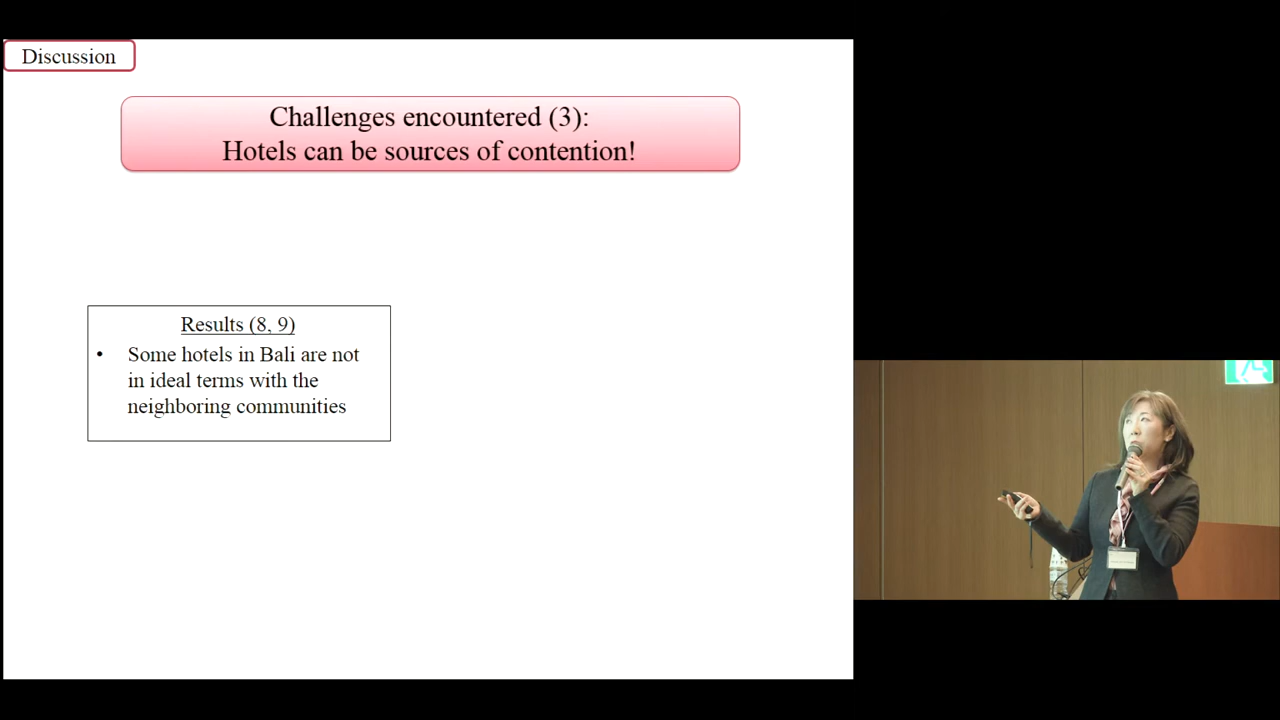 Discussion
Challenges encountered (3):
Hotels can be sources of contention!
Results (8, 9)
• Some hotels in Bali are not
in ideal terms with the
neighboring communities